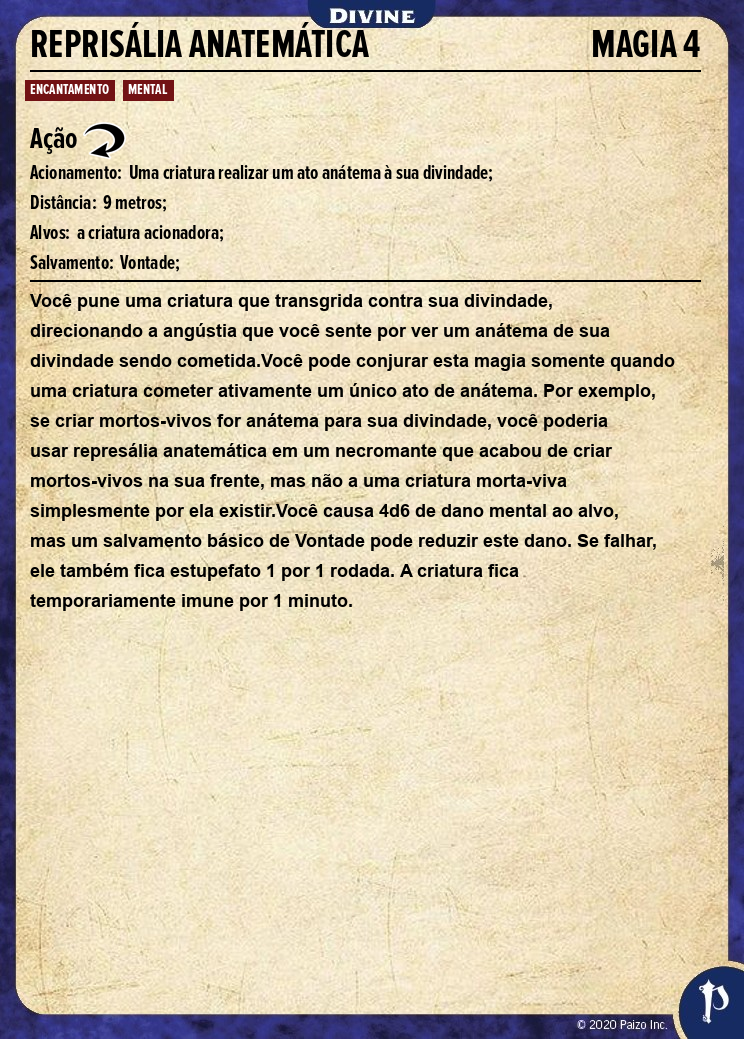 DIVINE
REPRISÁLIA ANATEMÁTICA MAGIA 4
ENCANTAMENTO MENTAL
Ação
Acionamento: Uma criatura realizar um ato anátema à sua divindade;
Distância: 9 metros;
Alvos: a criatura acionadora;
Salvamento: Vontade;
Você pune uma criatura que transgrida contra sua divindade,
direcionando a angústia que você sente por ver um anátema de sua
divindade sendo cometida.Você pode conjurar esta magia somente quando
uma criatura cometer ativamente um único ato de anátema. Por exemplo,
se criar mortos-vivos for anátema para sua divindade, você poderia
usar represália anatemática em um necromante que acabou de criar
mortos-vivos na sua frente, mas não a uma criatura morta-viva
simplesmente por ela existir.Você causa 4d6 de dano mental ao alvo,
mas um salvamento básico de Vontade pode reduzir este dano. Se falhar,
ele também fica estupefato 1 por 1 rodada. A criatura fica
temporariamente imune por 1 minuto.
© 2020 Paizo Inc.